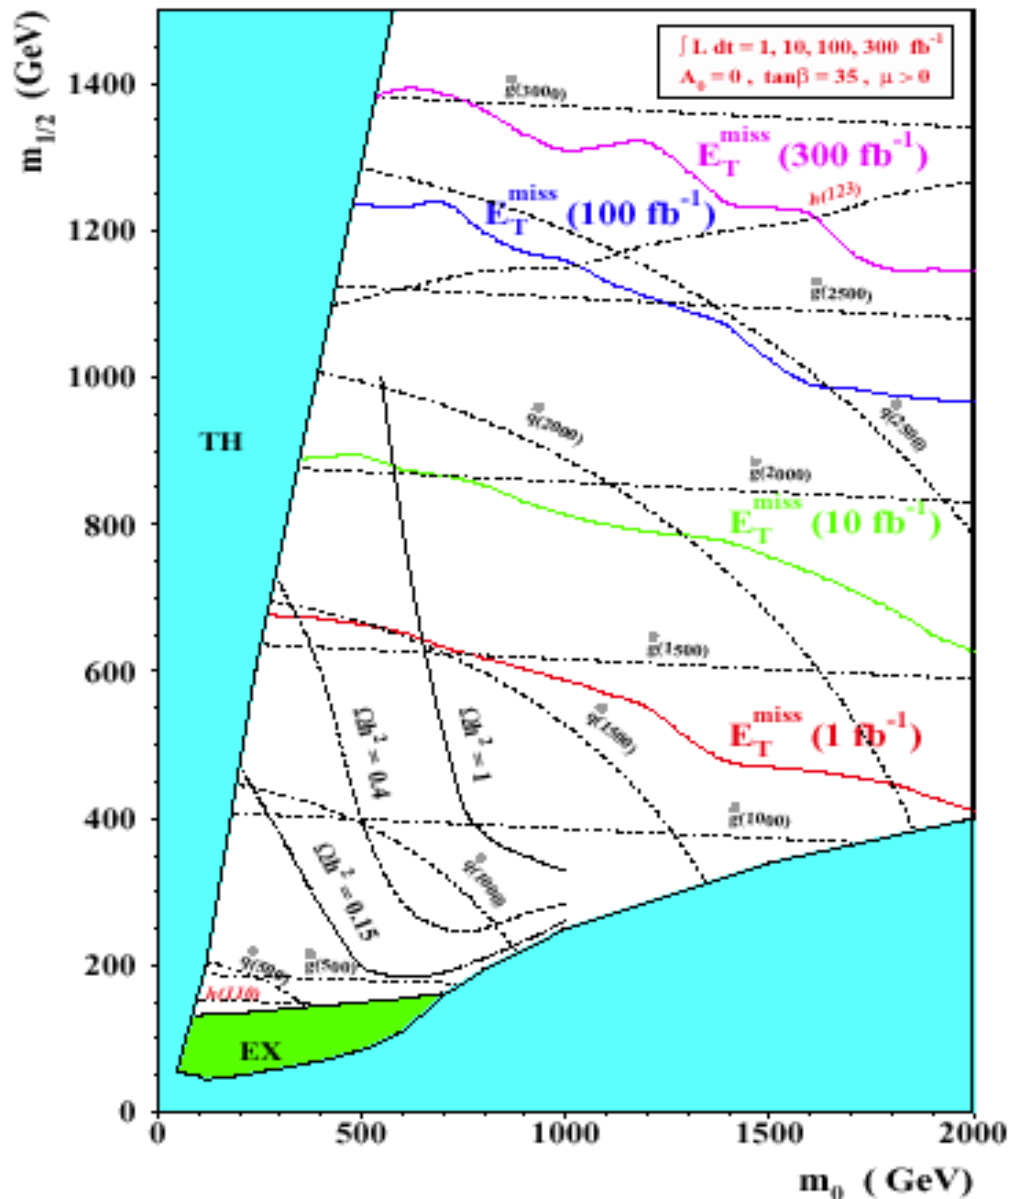 ∫ L dt = 1, 10, 100, 300 fb⁻¹
A₀ = 0 , tanβ = 35 , μ > 0
m₁/₂ (GeV)
1400
1200
1000
800
600
400
200
0
g̃(3000)
E_T^miss (300 fb⁻¹)
h(123)
E_T^miss (100 fb⁻¹)
g̃(2500)
q̃(2500)
q̃(2000)
TH
g̃(2000)
E_T^miss (10 fb⁻¹)
g̃(1500)
q̃(1500)
E_T^miss (1 fb⁻¹)
Ωh² = 0.4
Ωh² = 1
g̃(1000)
Ωh² = 0.15
q̃(1000)
q̃(500)
g̃(500)
h(110)
EX
0
500
1000
1500
2000
m₀ ( GeV)